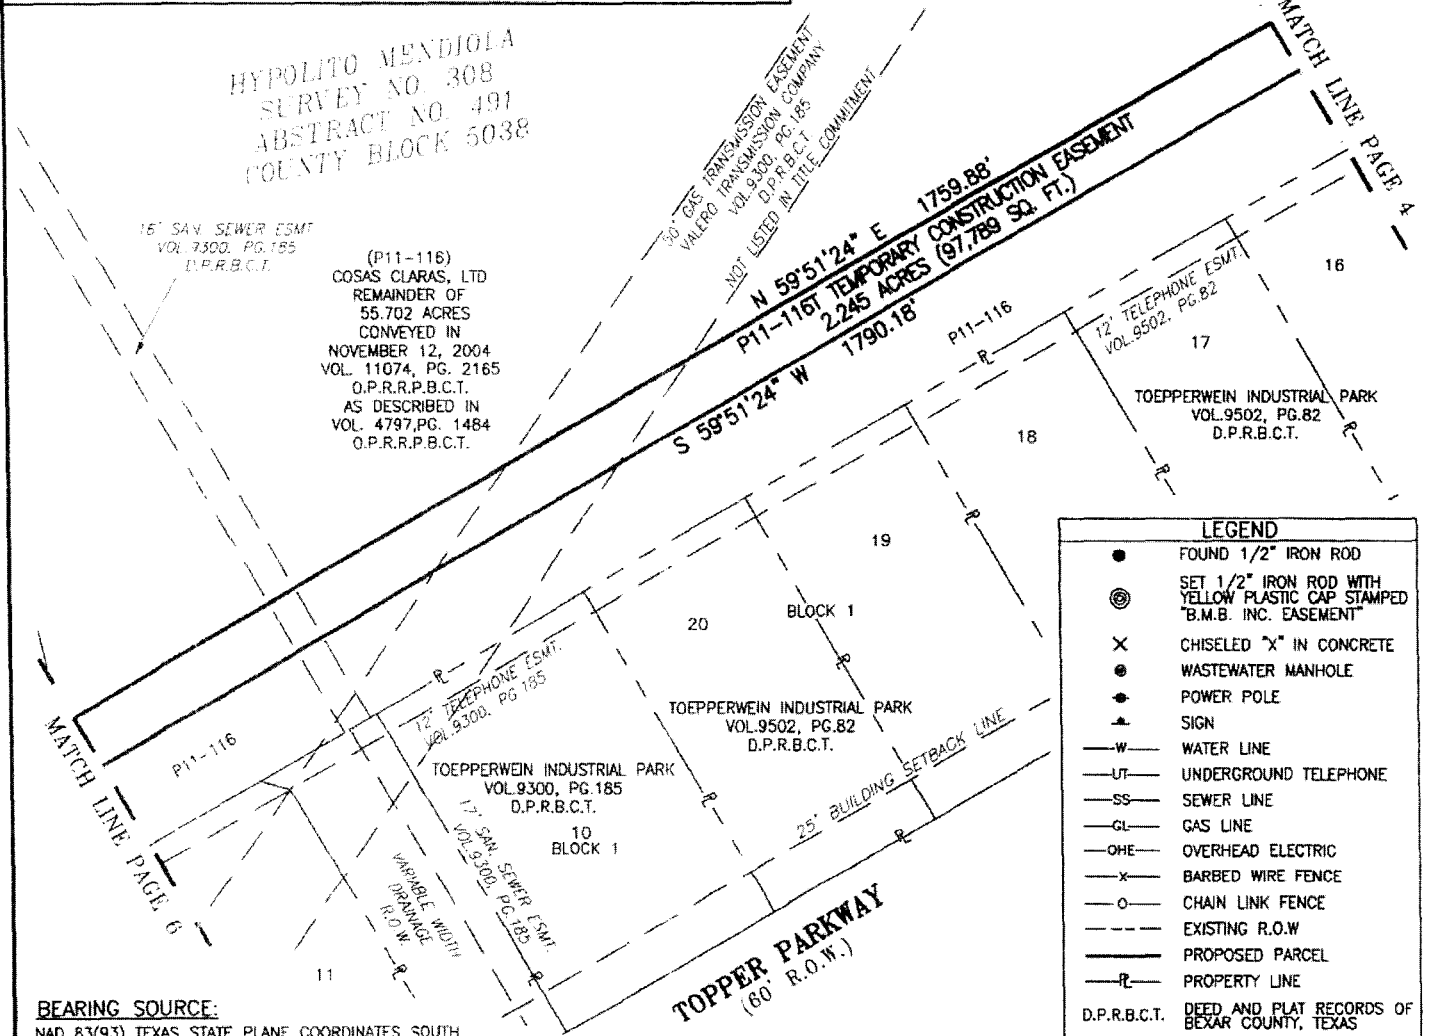 HYPOLITO MENDIOLA
SURVEY NO. 308
ABSTRACT NO. 491
COUNTY BLOCK 5038
16' SAN. SEWER ESMT
VOL.9300, PG.185
D.P.R.B.C.T.
(P11-116)
COSAS CLARAS, LTD
REMAINDER OF
55.702 ACRES
CONVEYED IN
NOVEMBER 12, 2004
VOL. 11074, PG. 2165
O.P.R.R.P.B.C.T.
AS DESCRIBED IN
VOL. 4797,PG. 1484
O.P.R.R.P.B.C.T.
50' GAS TRANSMISSION EASEMENT
VALERO TRANSMISSION COMPANY
VOL.9300, PG.185
D.P.R.B.C.T
NOT LISTED IN TITLE COMMITMENT
MATCH LINE PAGE 4
N 59°51'24" E 1759.88'
P11-116T TEMPORARY CONSTRUCTION EASEMENT
2.245 ACRES (97,789 SQ. FT.)
S 59°51'24" W 1790.18'
P11-116
12' TELEPHONE ESMT.
VOL.9502, PG.82
16
17
TOEPPERWEIN INDUSTRIAL PARK
VOL.9502, PG.82
D.P.R.B.C.T.
18
19
20
BLOCK 1
TOEPPERWEIN INDUSTRIAL PARK
VOL.9502, PG.82
D.P.R.B.C.T.
12' TELEPHONE ESMT.
VOL.9300, PG 185
P11-116
MATCH LINE PAGE 6
TOEPPERWEIN INDUSTRIAL PARK
VOL.9300, PG.185
D.P.R.B.C.T.
10
BLOCK 1
17' SAN. SEWER ESMT.
VOL.9300, PG.185
VARIABLE WIDTH
DRAINAGE
R.O.W.
11
25' BUILDING SETBACK LINE
TOPPER PARKWAY
(60' R.O.W.)
LEGEND
FOUND 1/2" IRON ROD
SET 1/2" IRON ROD WITH
YELLOW PLASTIC CAP STAMPED
"B.M.B. INC. EASEMENT"
CHISELED "X" IN CONCRETE
WASTEWATER MANHOLE
POWER POLE
SIGN
W WATER LINE
UT UNDERGROUND TELEPHONE
SS SEWER LINE
GL GAS LINE
OHE OVERHEAD ELECTRIC
X BARBED WIRE FENCE
O CHAIN LINK FENCE
EXISTING R.O.W
PROPOSED PARCEL
PL PROPERTY LINE
D.P.R.B.C.T. DEED AND PLAT RECORDS OF
BEXAR COUNTY, TEXAS
BEARING SOURCE:
NAD 83(93) TEXAS STATE PLANE COORDINATES SOUTH